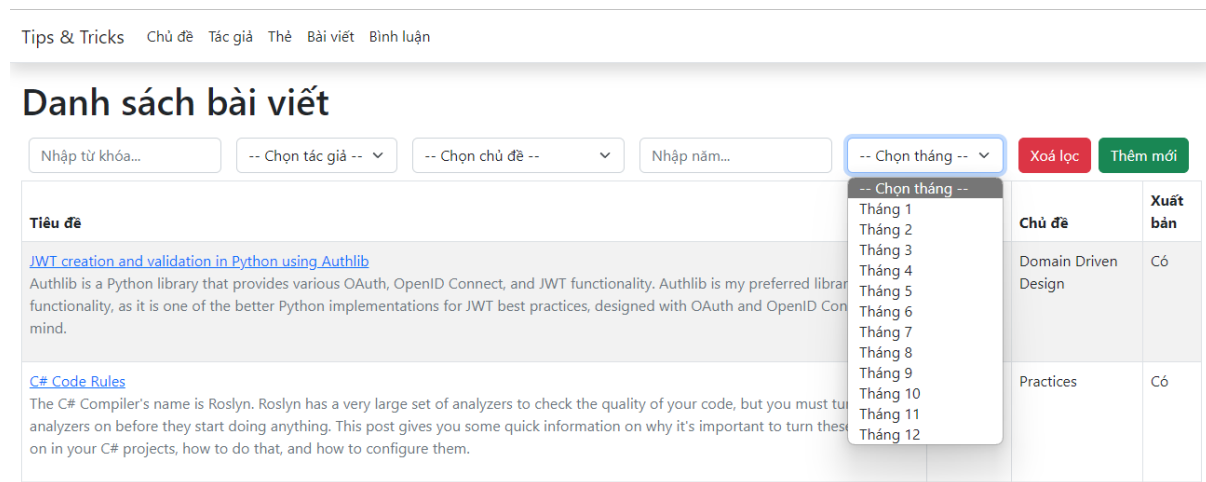 Tips & Tricks Chủ đề Tác giả Thẻ Bài viết Bình luận
Danh sách bài viết
Nhập từ khóa... -- Chọn tác giả -- -- Chọn chủ đề -- Nhập năm... -- Chọn tháng -- Xoá lọc Thêm mới
-- Chọn tháng --
Tháng 1
Tháng 2
Tháng 3
Tháng 4
Tháng 5
Tháng 6
Tháng 7
Tháng 8
Tháng 9
Tháng 10
Tháng 11
Tháng 12
Tiêu đề Chủ đề Xuất bản
JWT creation and validation in Python using Authlib
Authlib is a Python library that provides various OAuth, OpenID Connect, and JWT functionality. Authlib is my preferred
functionality, as it is one of the better Python implementations for JWT best practices, designed with OAuth and OpenID
mind.
Domain Driven
Design
Có
C# Code Rules
The C# Compiler's name is Roslyn. Roslyn has a very large set of analyzers to check the quality of your code, but you must
analyzers on before they start doing anything. This post gives you some quick information on why it's important to turn
on in your C# projects, how to do that, and how to configure them.
Practices
Có